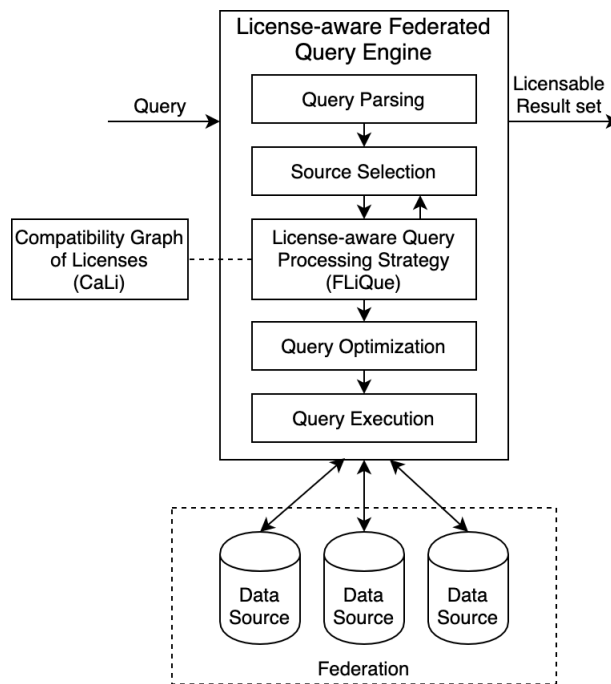 License-aware Federated
Query Engine
Query Parsing
Query
Licensable
Result set
Source Selection
Compatibility Graph
of Licenses
(CaLi)
License-aware Query
Processing Strategy
(FLiQue)
Query Optimization
Query Execution
Data
Source
Data
Source
Data
Source
Federation